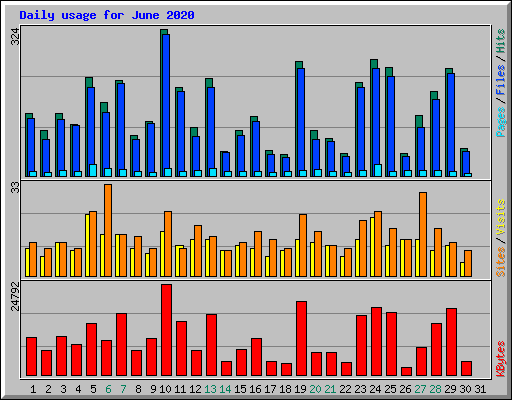 Daily usage for June 2020
324
Pages / Files / Hits
33
Sites / Visits
24792
KBytes
1 2 3 4 5 6 7 8 9 10 11 12 13 14 15 16 17 18 19 20 21 22 23 24 25 26 27 28 29 30 31